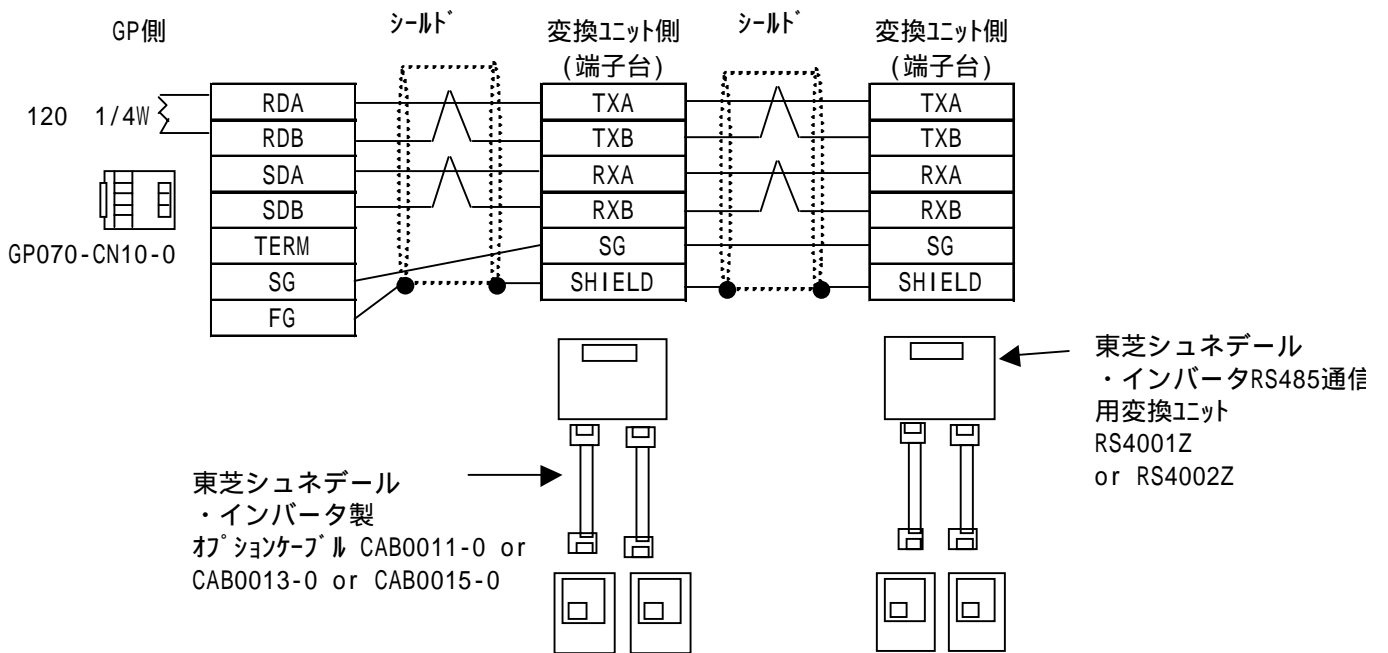 GP側
シールド
変換ユニット側
(端子台)
シールド
変換ユニット側
(端子台)
120 1/4W
RDA
RDB
SDA
SDB
TERM
SG
FG
GP070-CN10-0
TXA
TXB
RXA
RXB
SG
SHIELD
TXA
TXB
RXA
RXB
SG
SHIELD
東芝シュネデール
・インバータ製
オプションケーブル CAB0011-0 or
CAB0013-0 or CAB0015-0
東芝シュネデール
・インバータRS485通信
用変換ユニット
RS4001Z
or RS4002Z